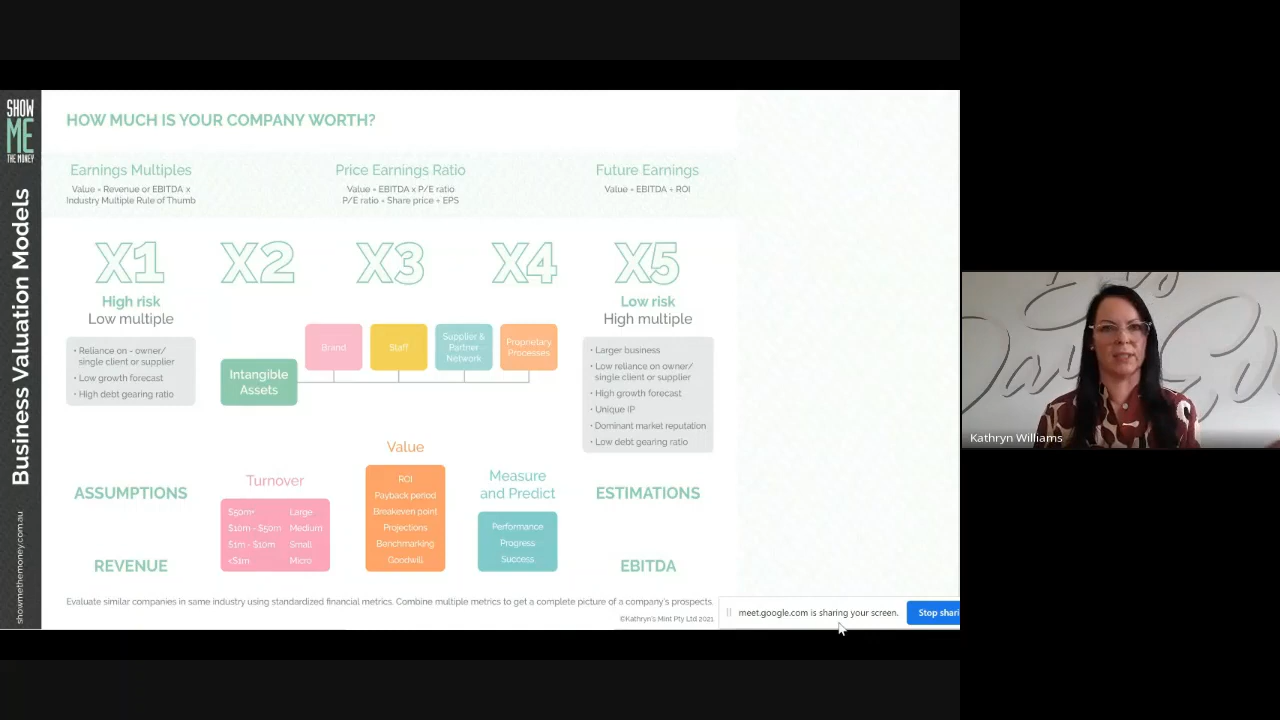 SHOW
ME
THE MONEY
Business Valuation Models
showmethemoney.com.au
HOW MUCH IS YOUR COMPANY WORTH?
Earnings Multiples
Value = Revenue or EBITDA x
Industry Multiple Rule of Thumb
Price Earnings Ratio
Value = EBITDA x P/E ratio
P/E ratio = Share price ÷ EPS
Future Earnings
Value = EBITDA ÷ ROI
X1
X2
X3
X4
X5
High risk
Low multiple
• Reliance on - owner/
single client or supplier
• Low growth forecast
• High debt gearing ratio
Intangible
Assets
Brand
Staff
Supplier &
Partner
Network
Proprietary
Processes
Low risk
High multiple
• Larger business
• Low reliance on owner/
single client or supplier
• High growth forecast
• Unique IP
• Dominant market reputation
• Low debt gearing ratio
ASSUMPTIONS
REVENUE
Turnover
$50m+ Large
$10m - $50m Medium
$1m - $10m Small
<$1m Micro
Value
ROI
Payback period
Breakeven point
Projections
Benchmarking
Goodwill
Measure
and Predict
Performance
Progress
Success
ESTIMATIONS
EBITDA
Evaluate similar companies in same industry using standardized financial metrics. Combine multiple metrics to get a complete picture of a company's prospects.
©Kathryn's Mint Pty Ltd 2021
meet.google.com is sharing your screen.
Stop shari
Kathryn Williams